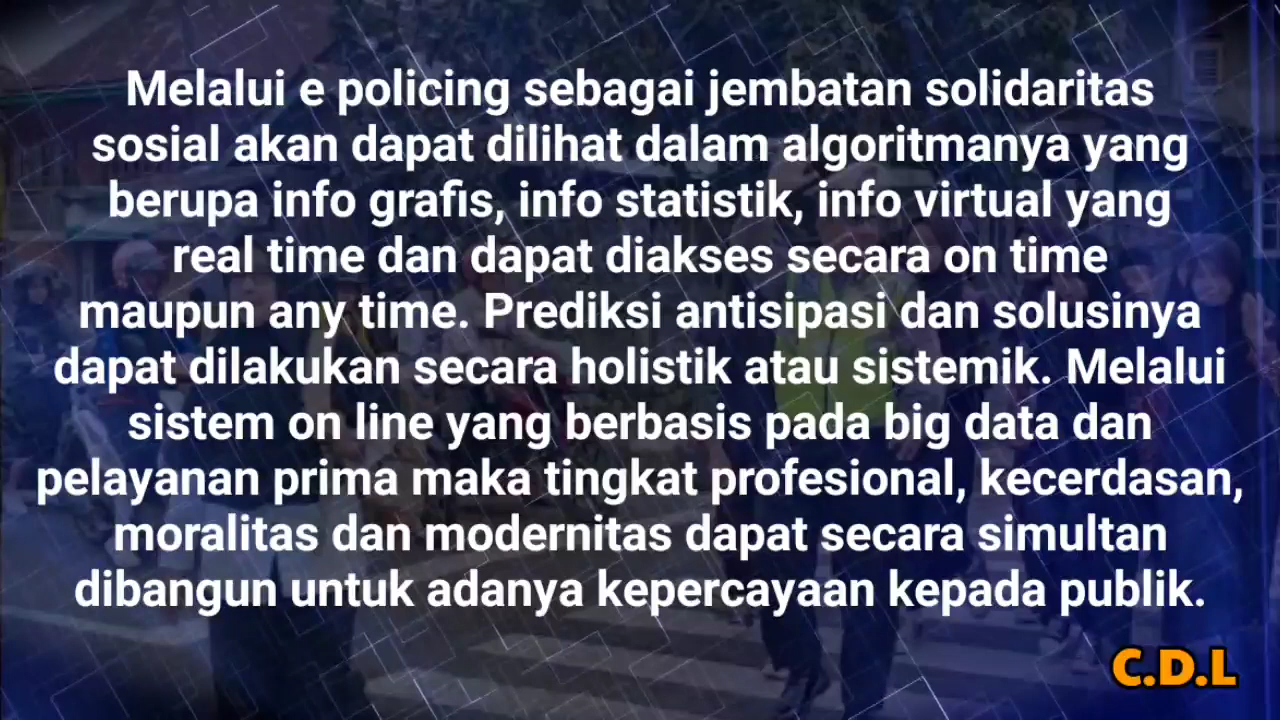 Melalui e policing sebagai jembatan solidaritas
sosial akan dapat dilihat dalam algoritmanya yang
berupa info grafis, info statistik, info virtual yang
real time dan dapat diakses secara on time
maupun any time. Prediksi antisipasi dan solusinya
dapat dilakukan secara holistik atau sistemik. Melalui
sistem on line yang berbasis pada big data dan
pelayanan prima maka tingkat profesional, kecerdasan,
moralitas dan modernitas dapat secara simultan
dibangun untuk adanya kepercayaan kepada publik.
C.D.L